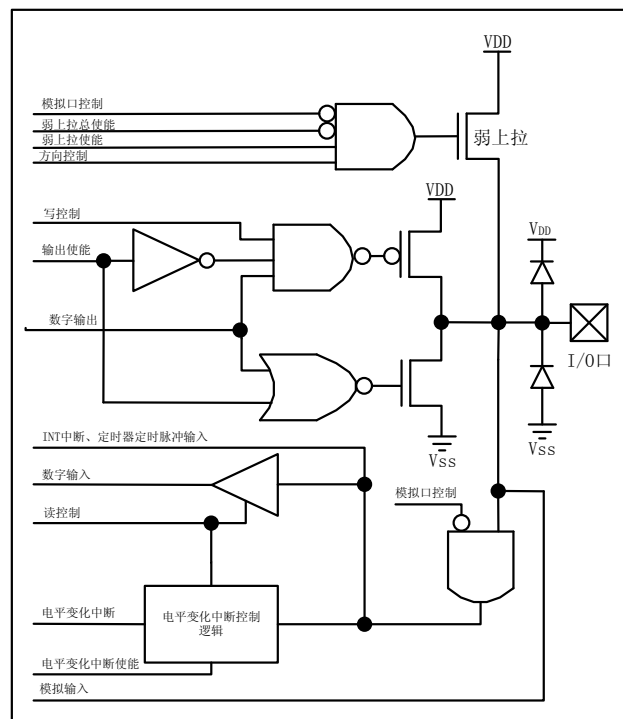 VDD
模拟口控制
弱上拉总使能
弱上拉使能
方向控制
弱上拉
VDD
写控制
输出使能
VDD
数字输出
I/O口
INT中断、定时器定时脉冲输入
Vss
Vss
数字输入
模拟口控制
读控制
电平变化中断
电平变化中断控制
逻辑
电平变化中断使能
模拟输入